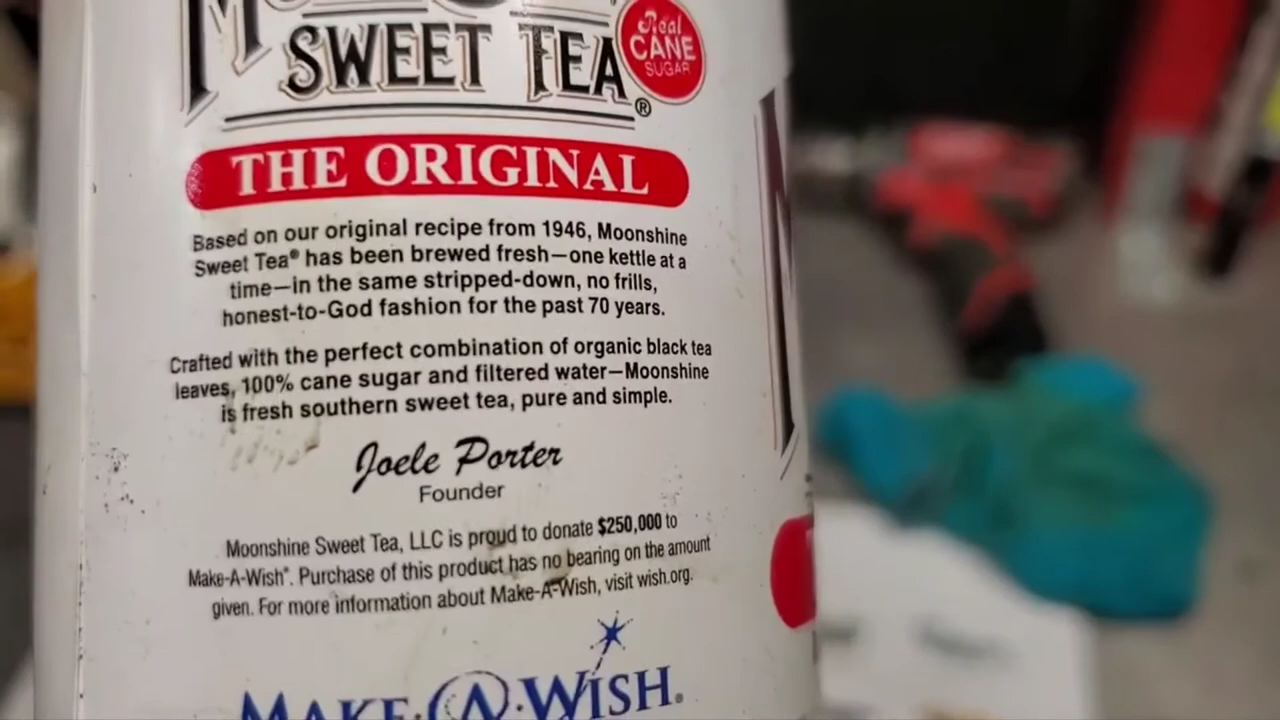 SWEET TEA®
Real
CANE
SUGAR
THE ORIGINAL
Based on our original recipe from 1946, Moonshine
Sweet Tea® has been brewed fresh—one kettle at a
time—in the same stripped-down, no frills,
honest-to-God fashion for the past 70 years.
Crafted with the perfect combination of organic black tea
leaves, 100% cane sugar and filtered water—Moonshine
is fresh southern sweet tea, pure and simple.
Joele Porter
Founder
Moonshine Sweet Tea, LLC is proud to donate $250,000 to
Make-A-Wish®. Purchase of this product has no bearing on the amount
given. For more information about Make-A-Wish, visit wish.org.
MAKE·A·WISH®